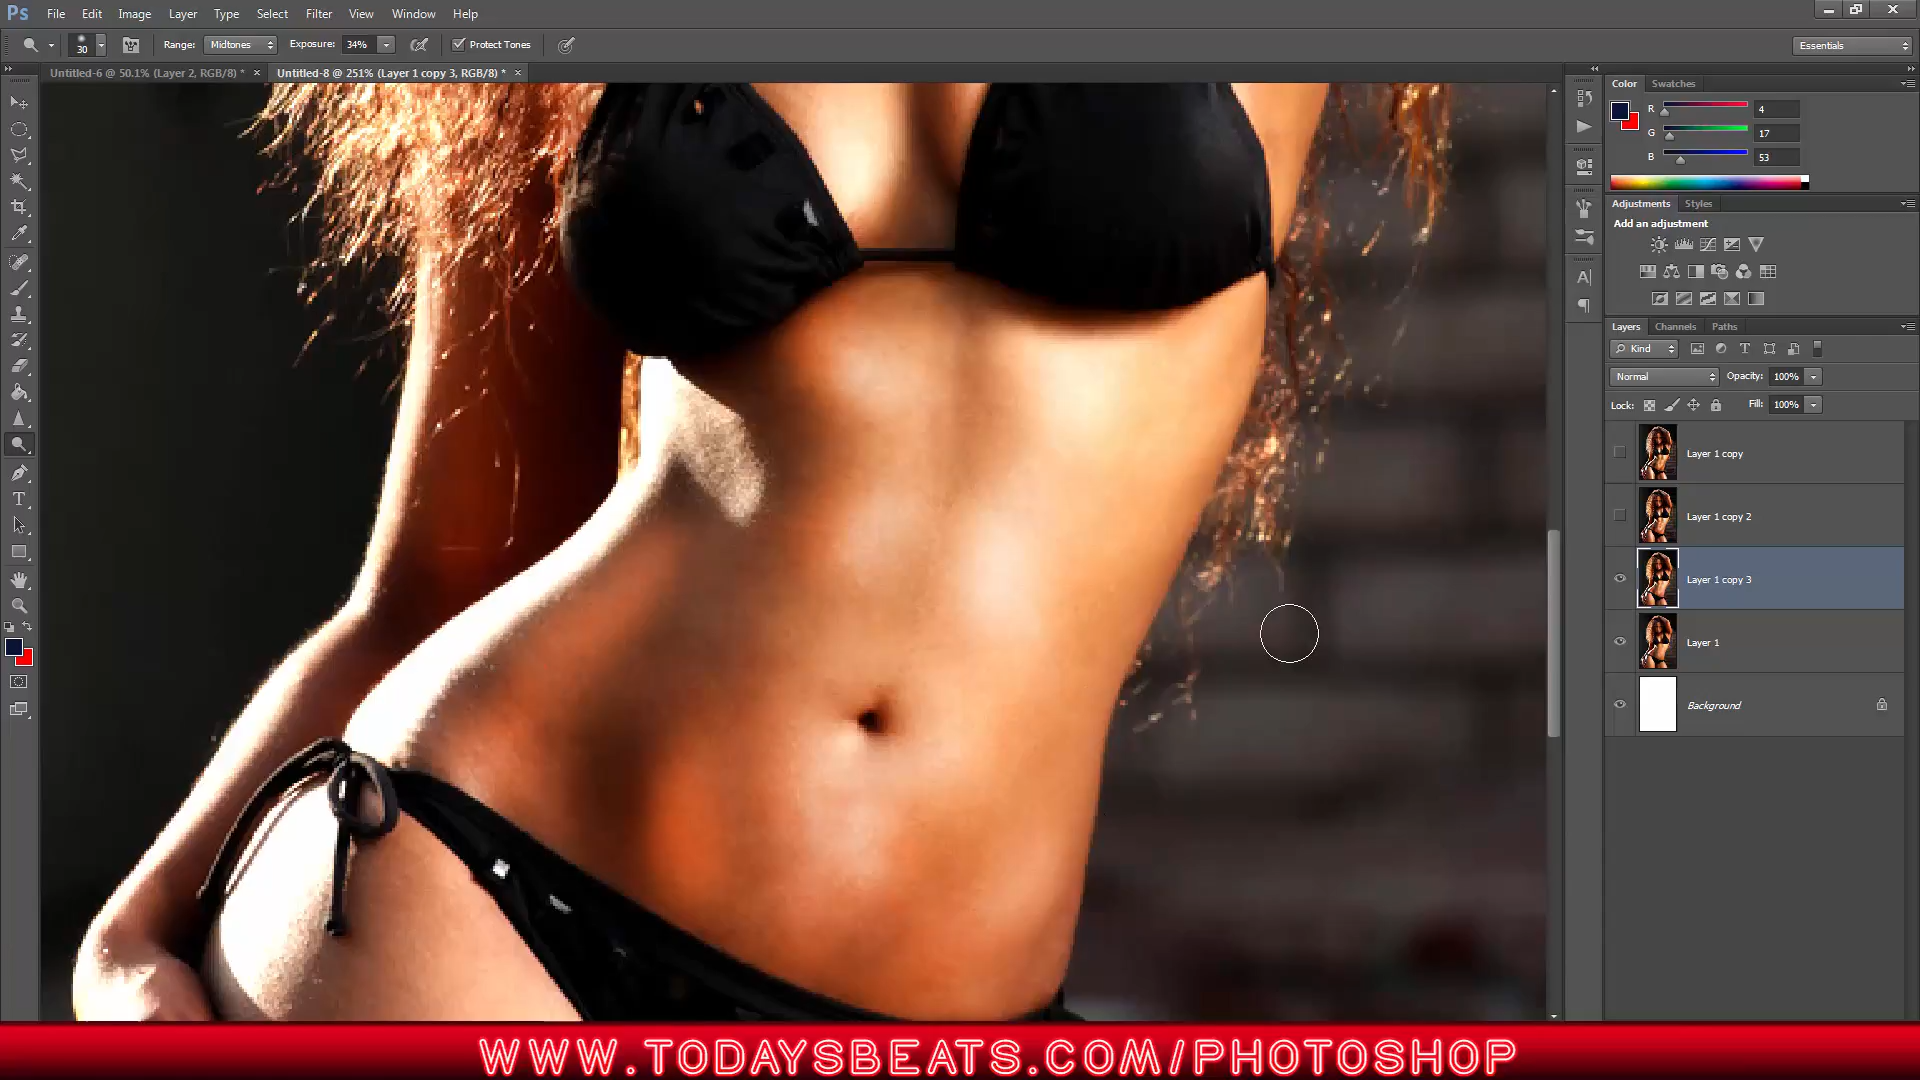 Ps File Edit Image Layer Type Select Filter View Window Help
30 Range: Midtones Exposure: 34% Protect Tones Essentials
Untitled-6 @ 50.1% (Layer 2, RGB/8) * × Untitled-8 @ 251% (Layer 1 copy 3, RGB/8) * ×
Color Swatches
R 4
G 17
B 53
Adjustments Styles
Add an adjustment
Layers Channels Paths
Kind
Normal Opacity: 100%
Lock: Fill: 100%
Layer 1 copy
Layer 1 copy 2
Layer 1 copy 3
Layer 1
Background
WWW.TODAYSBEATS.COM/PHOTOSHOP